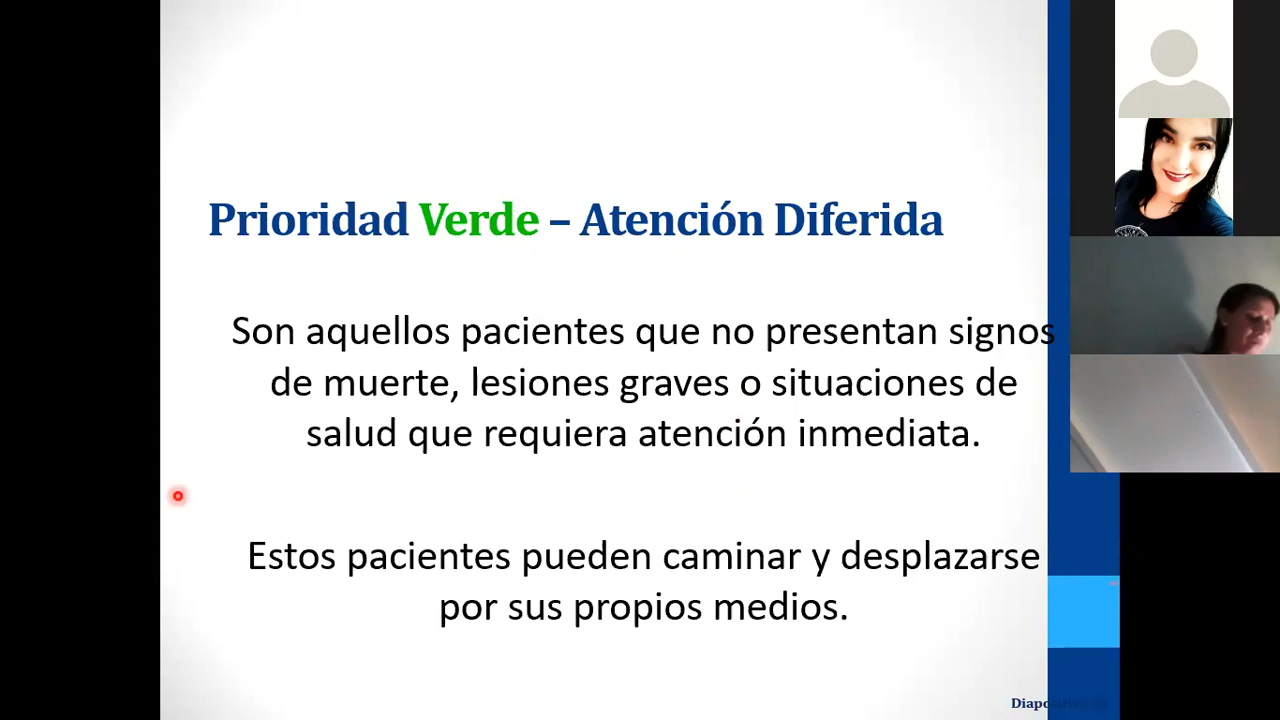 Prioridad Verde – Atención Diferida
Son aquellos pacientes que no presentan signos
de muerte, lesiones graves o situaciones de
salud que requiera atención inmediata.
Estos pacientes pueden caminar y desplazarse
por sus propios medios.